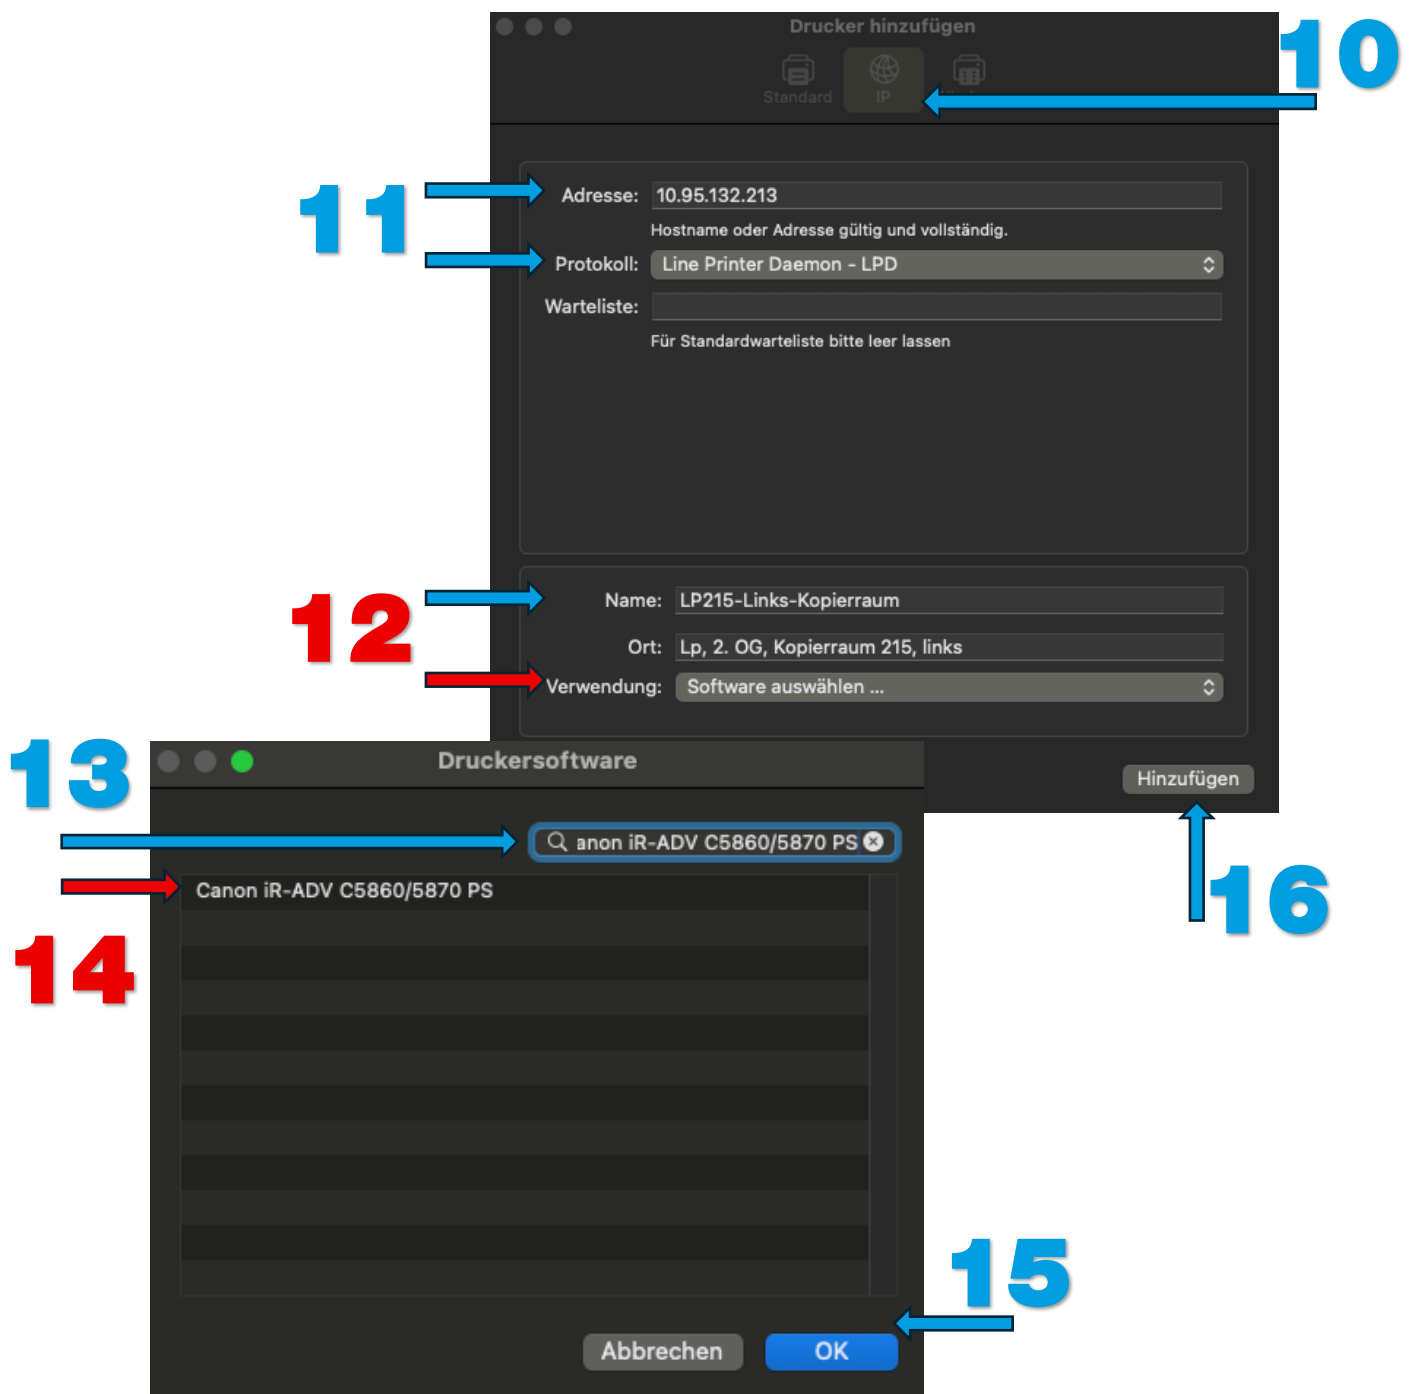 Drucker hinzufügen
10
Standard
IP
11
Adresse: 10.95.132.213
Hostname oder Adresse gültig und vollständig.
Protokoll: Line Printer Daemon - LPD
Warteliste:
Für Standardwarteliste bitte leer lassen
12
Name: LP215-Links-Kopierraum
Ort: Lp, 2. OG, Kopierraum 215, links
Verwendung: Software auswählen ...
Hinzufügen
13
Druckersoftware
anon iR-ADV C5860/5870 PS
Canon iR-ADV C5860/5870 PS
14
16
15
Abbrechen
OK